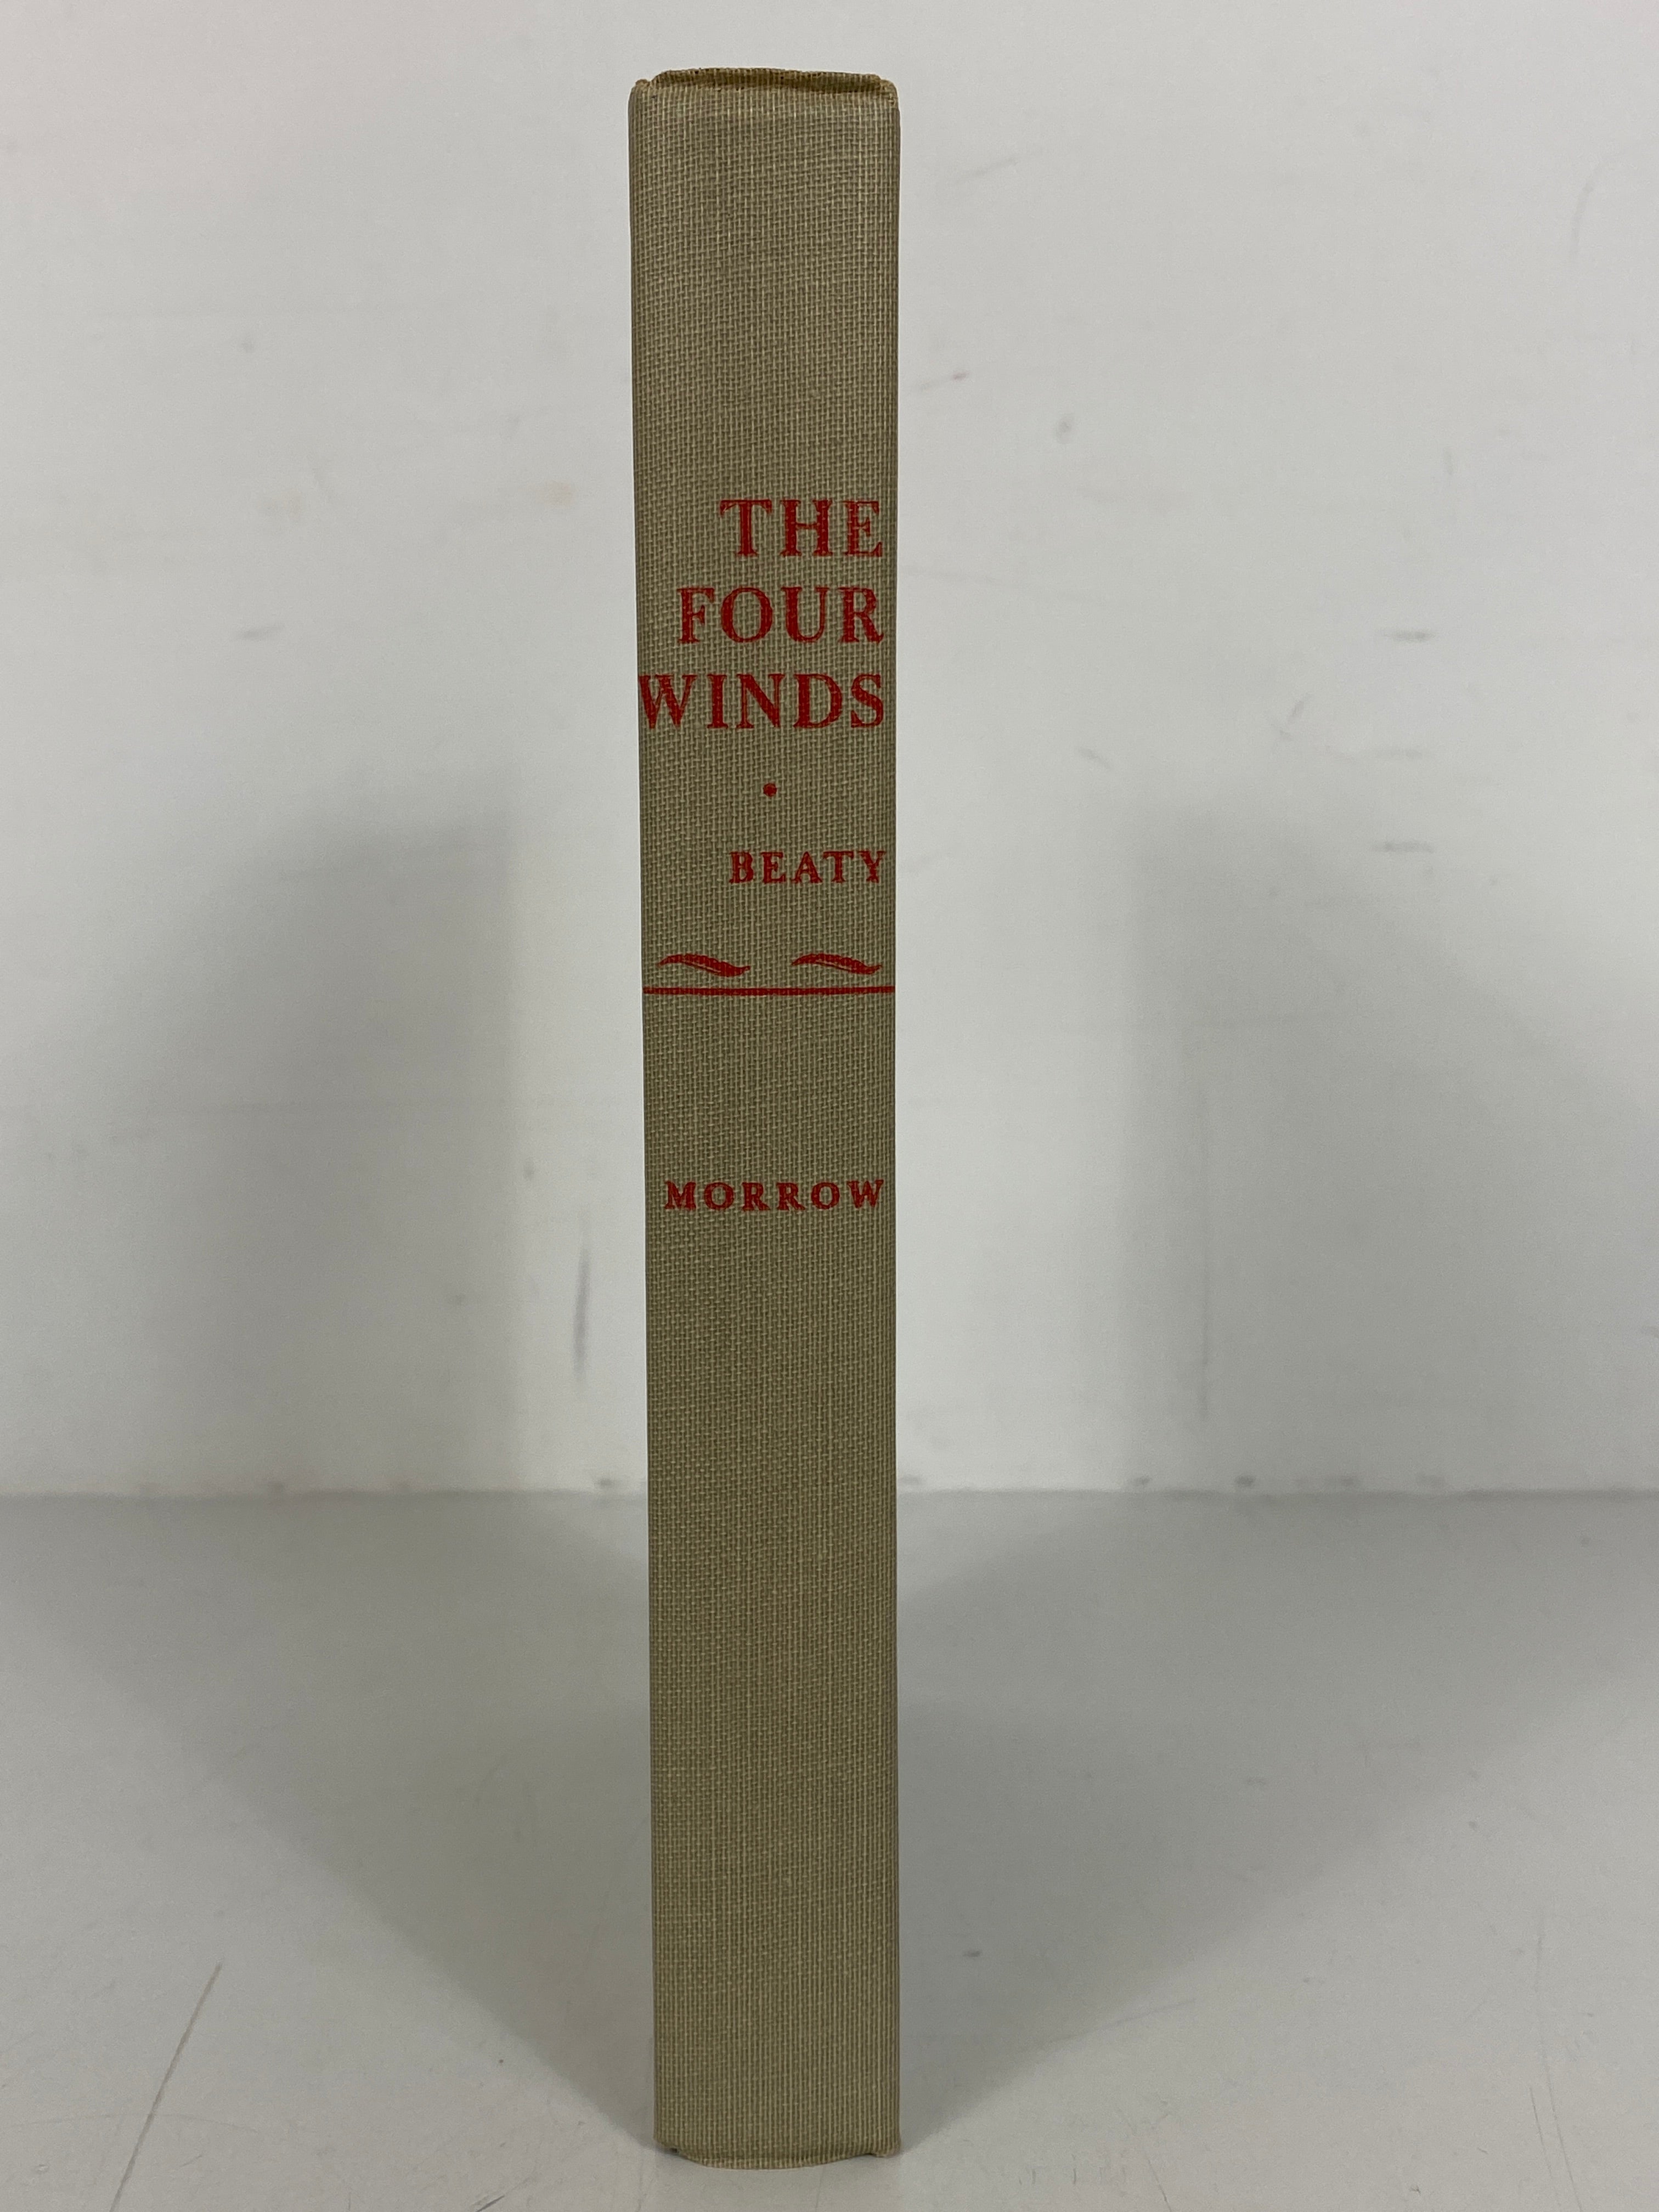 THE
FOUR
WINDS
•
BEATY
MORROW